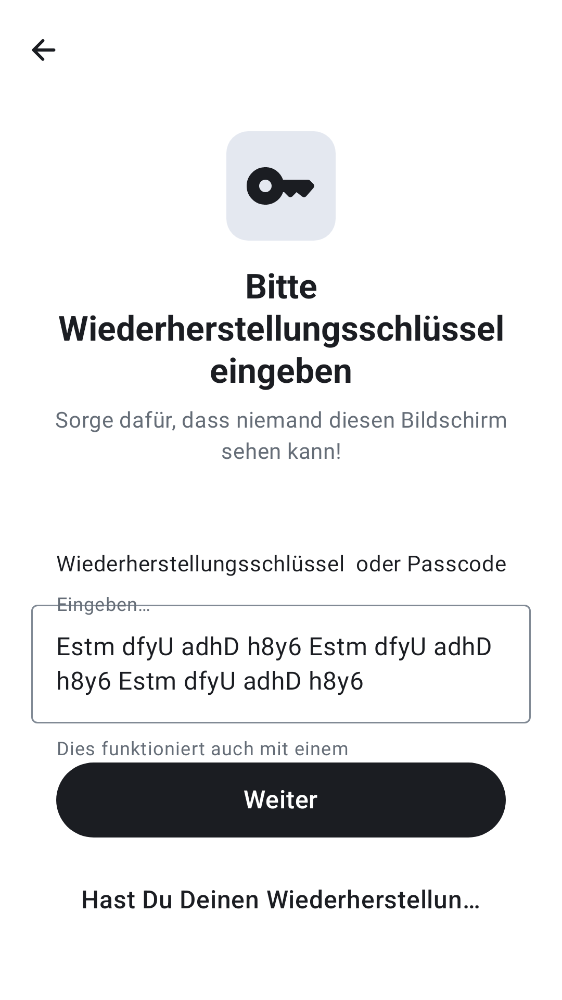 Bitte
Wiederherstellungsschlüssel
eingeben
Sorge dafür, dass niemand diesen Bildschirm
sehen kann!
Wiederherstellungsschlüssel oder Passcode
Eingeben…
Estm dfyU adhD h8y6 Estm dfyU adhD
h8y6 Estm dfyU adhD h8y6
Dies funktioniert auch mit einem
Weiter
Hast Du Deinen Wiederherstellun…